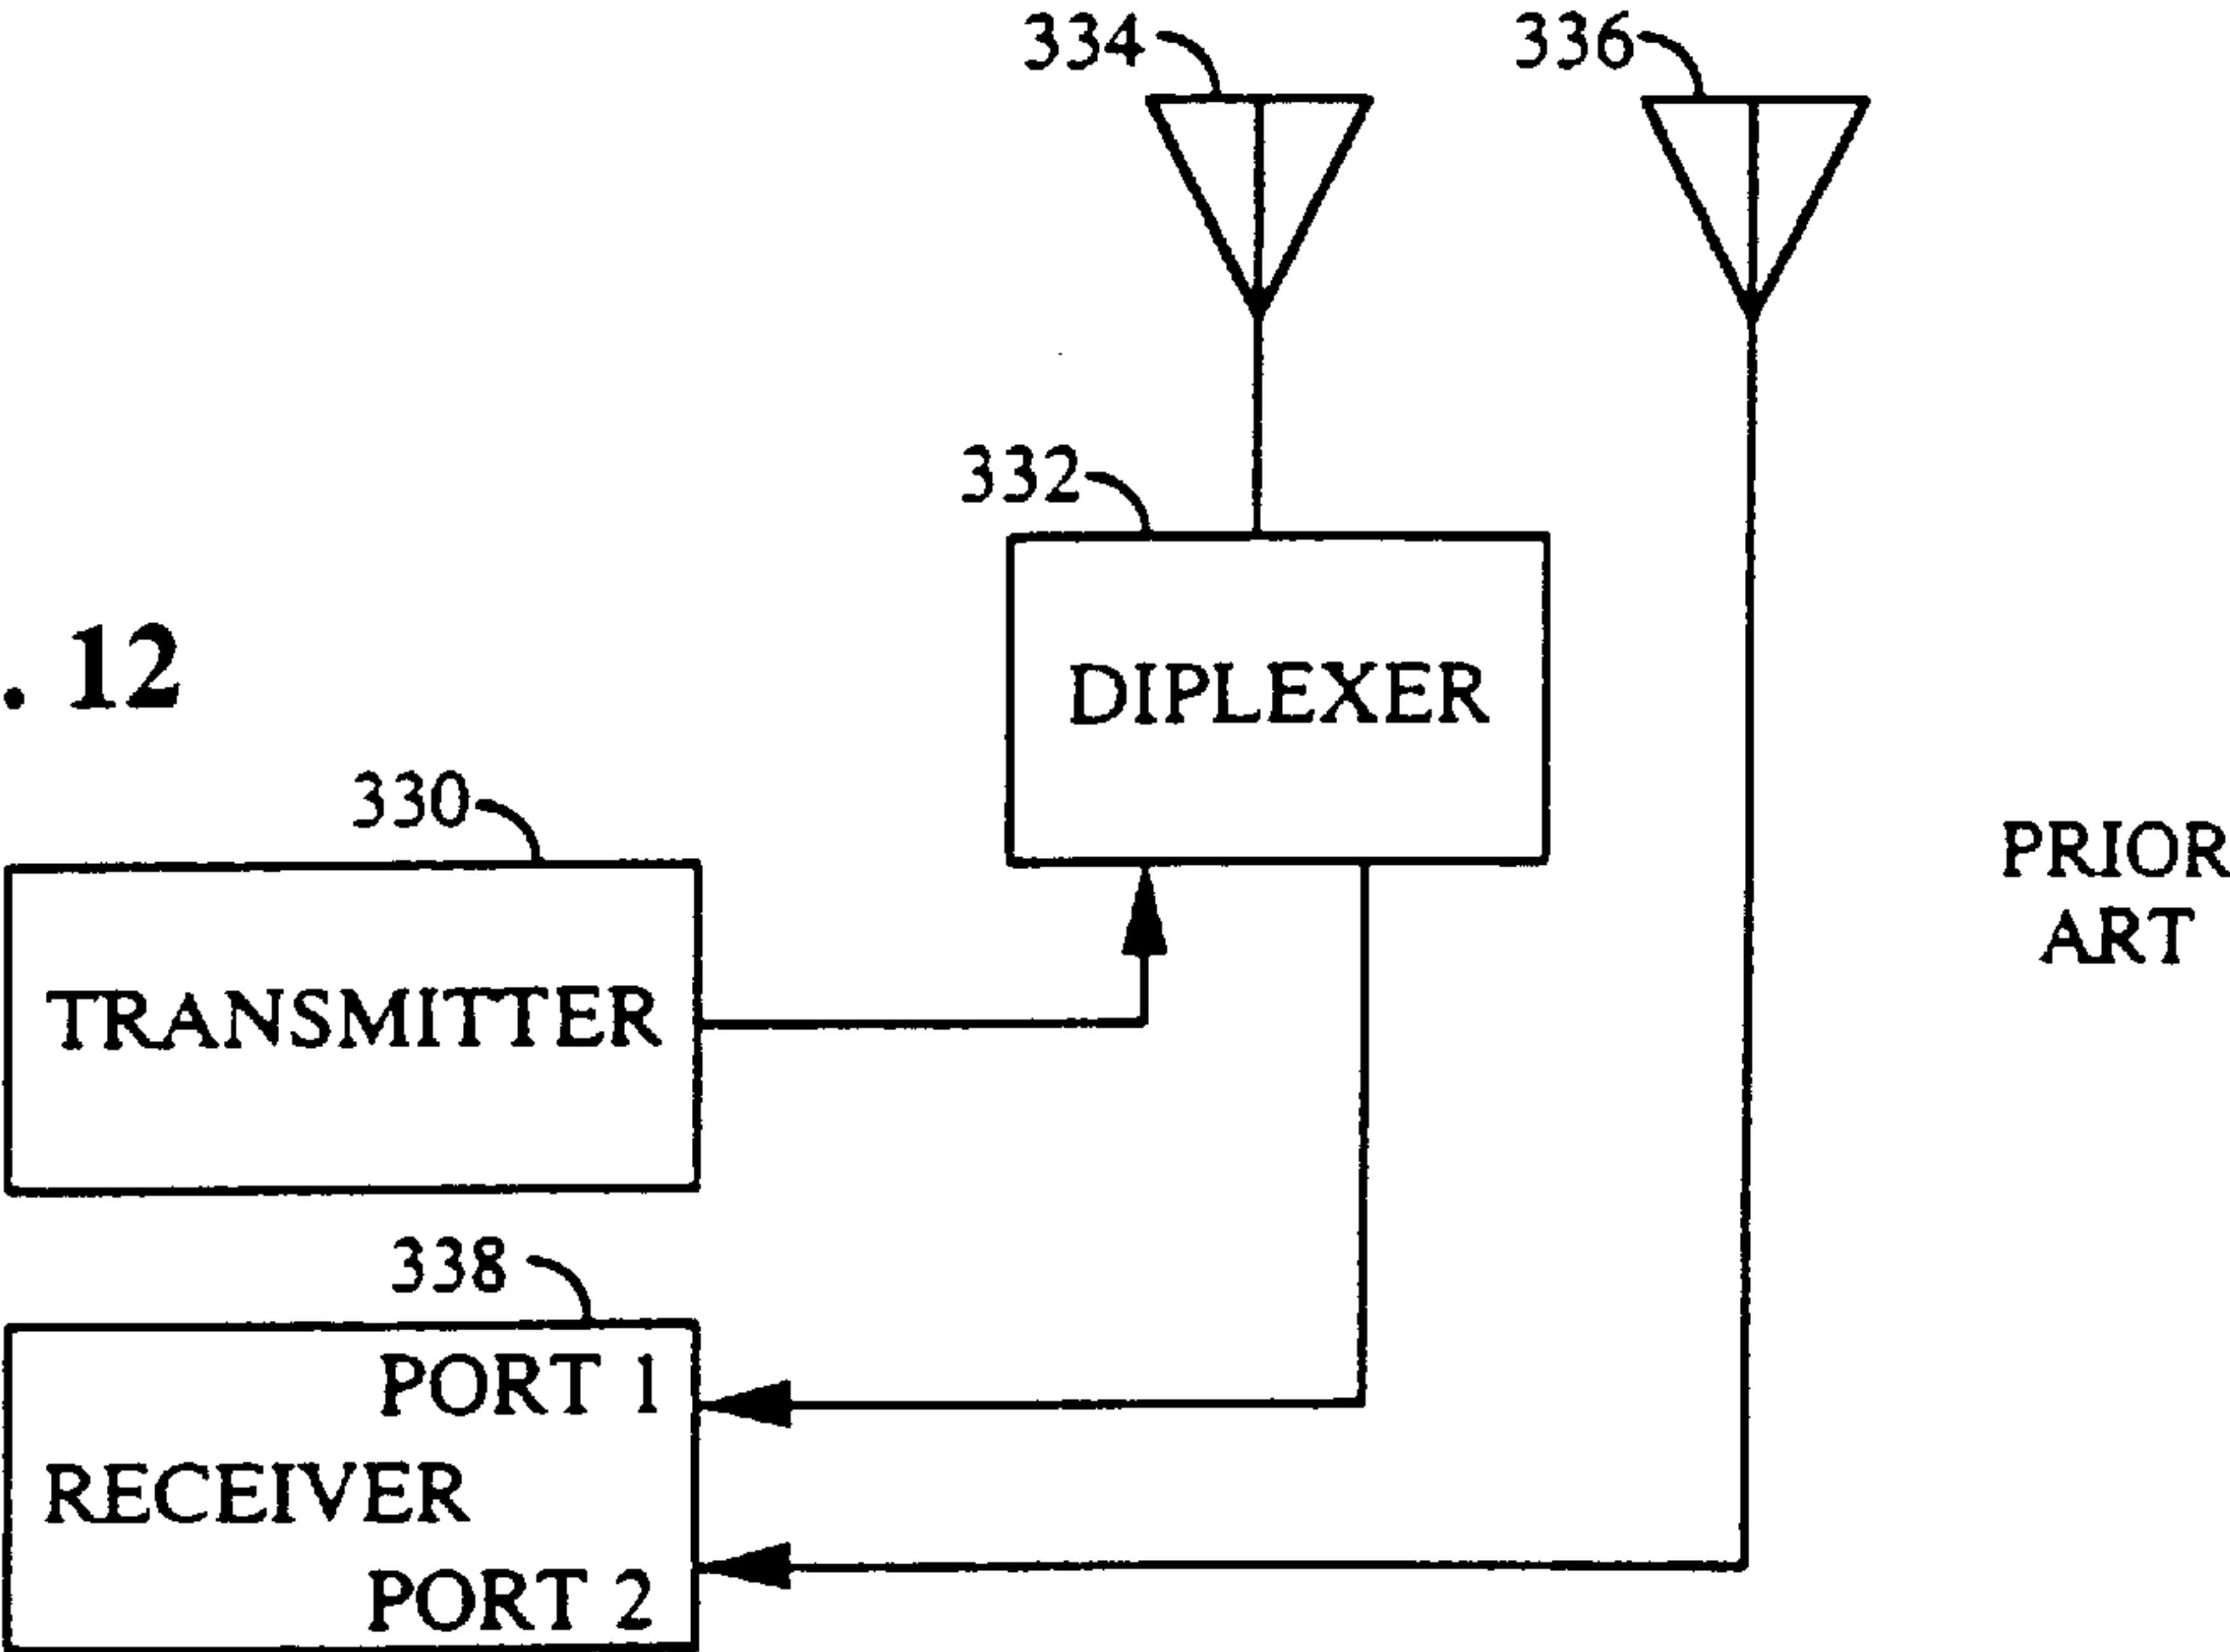 334
336
332
. 12
DIPLEXER
330
PRIOR
ART
TRANSMITTER
338
PORT 1
RECEIVER
PORT 2